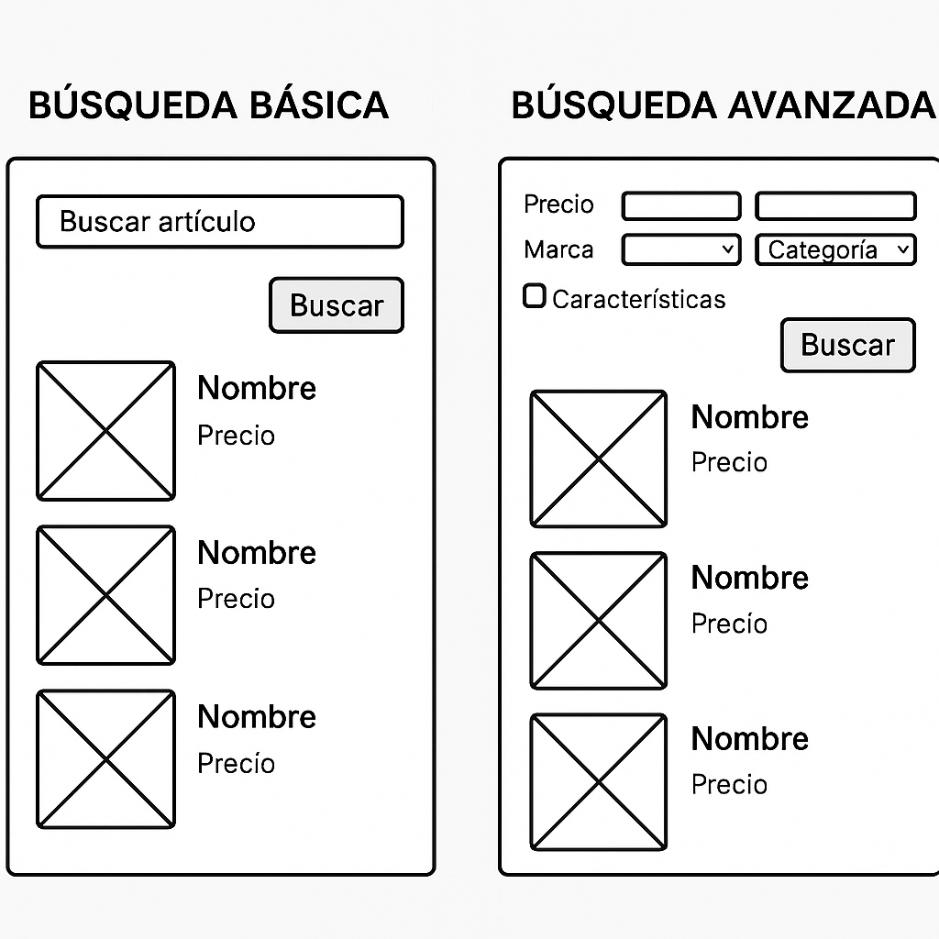 BÚSQUEDA BÁSICA
Buscar artículo
Buscar
Nombre
Precio
Nombre
Precio
Nombre
Precío
BÚSQUEDA AVANZADA
Precio
Marca Categoría
Características
Buscar
Nombre
Precio
Nombre
Precío
Nombre
Precio